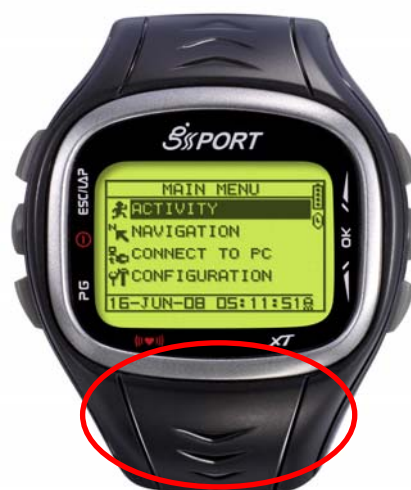 SPORT
MAIN MENU
ACTIVITY
NAVIGATION
CONNECT TO PC
CONFIGURATION
16-JUN-08 05:11:51
ESC/LAP
PG
OK
XT